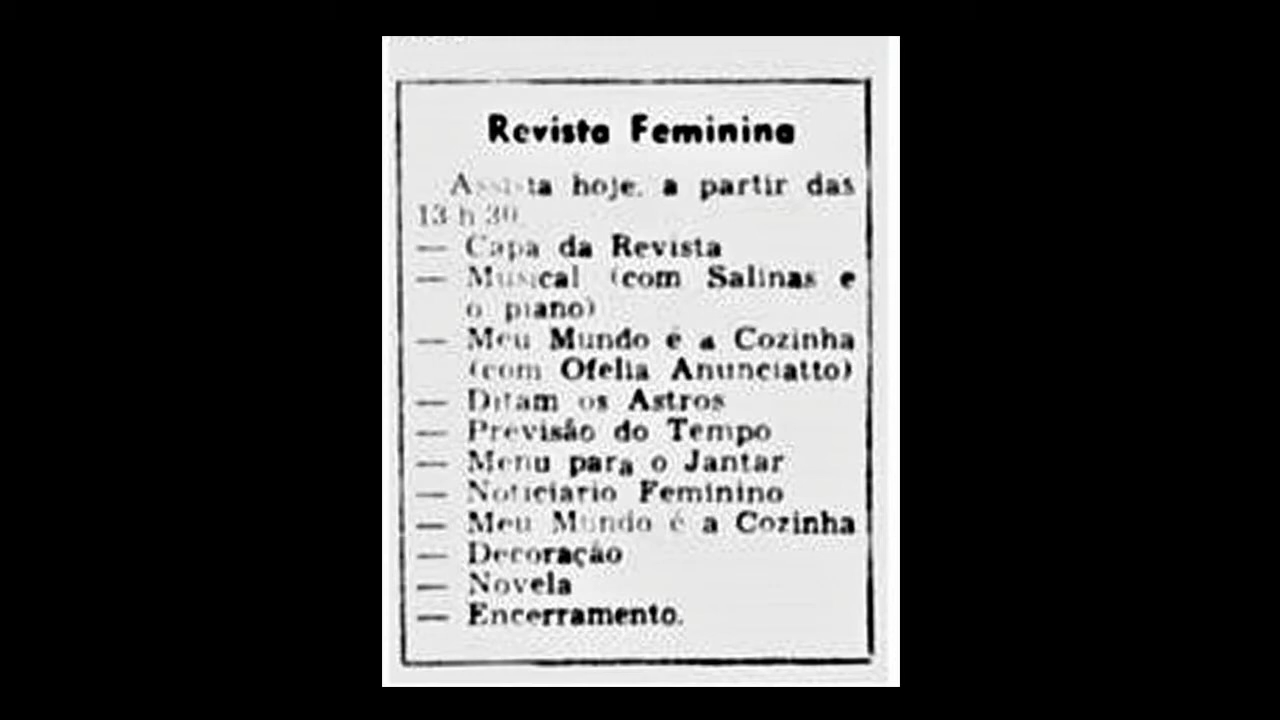 Revista Feminina
Assista hoje, a partir das
13 h 30.
— Capa da Revista
— Musical (com Salinas e
o piano)
— Meu Mundo é a Cozinha
(com Ofelia Anunciatto)
— Ditam os Astros
— Previsão do Tempo
— Menu para o Jantar
— Noticiario Feminino
— Meu Mundo é a Cozinha
— Decoração
— Novela
— Encerramento.